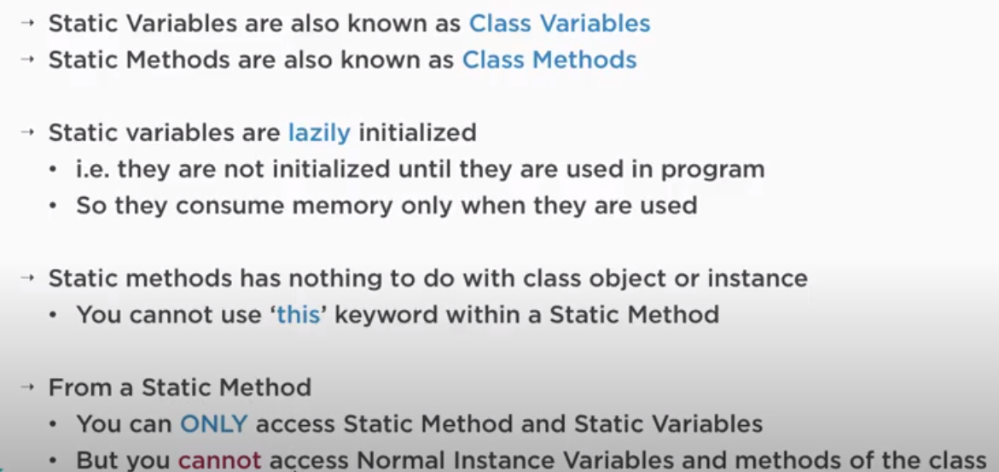 → Static Variables are also known as Class Variables
→ Static Methods are also known as Class Methods
→ Static variables are lazily initialized
• i.e. they are not initialized until they are used in program
• So they consume memory only when they are used
→ Static methods has nothing to do with class object or instance
• You cannot use ‘this’ keyword within a Static Method
→ From a Static Method
• You can ONLY access Static Method and Static Variables
• But you cannot access Normal Instance Variables and methods of the class